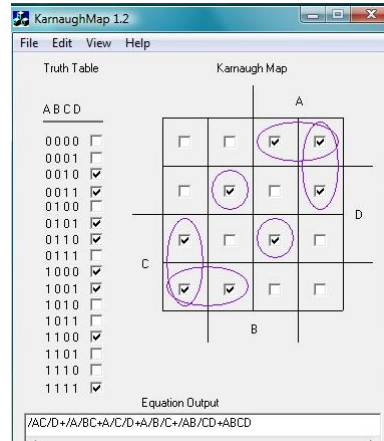 KarnaughMap 1.2
File Edit View Help
Truth Table
Karnaugh Map
A B C D
0000
0001
0010
0011
0100
0101
0110
0111
1000
1001
1010
1011
1100
1101
1110
1111
A
D
C
B
Equation Output
/AC/D+/A/BC+A/C/D+A/B/C+/AB/CD+ABCD